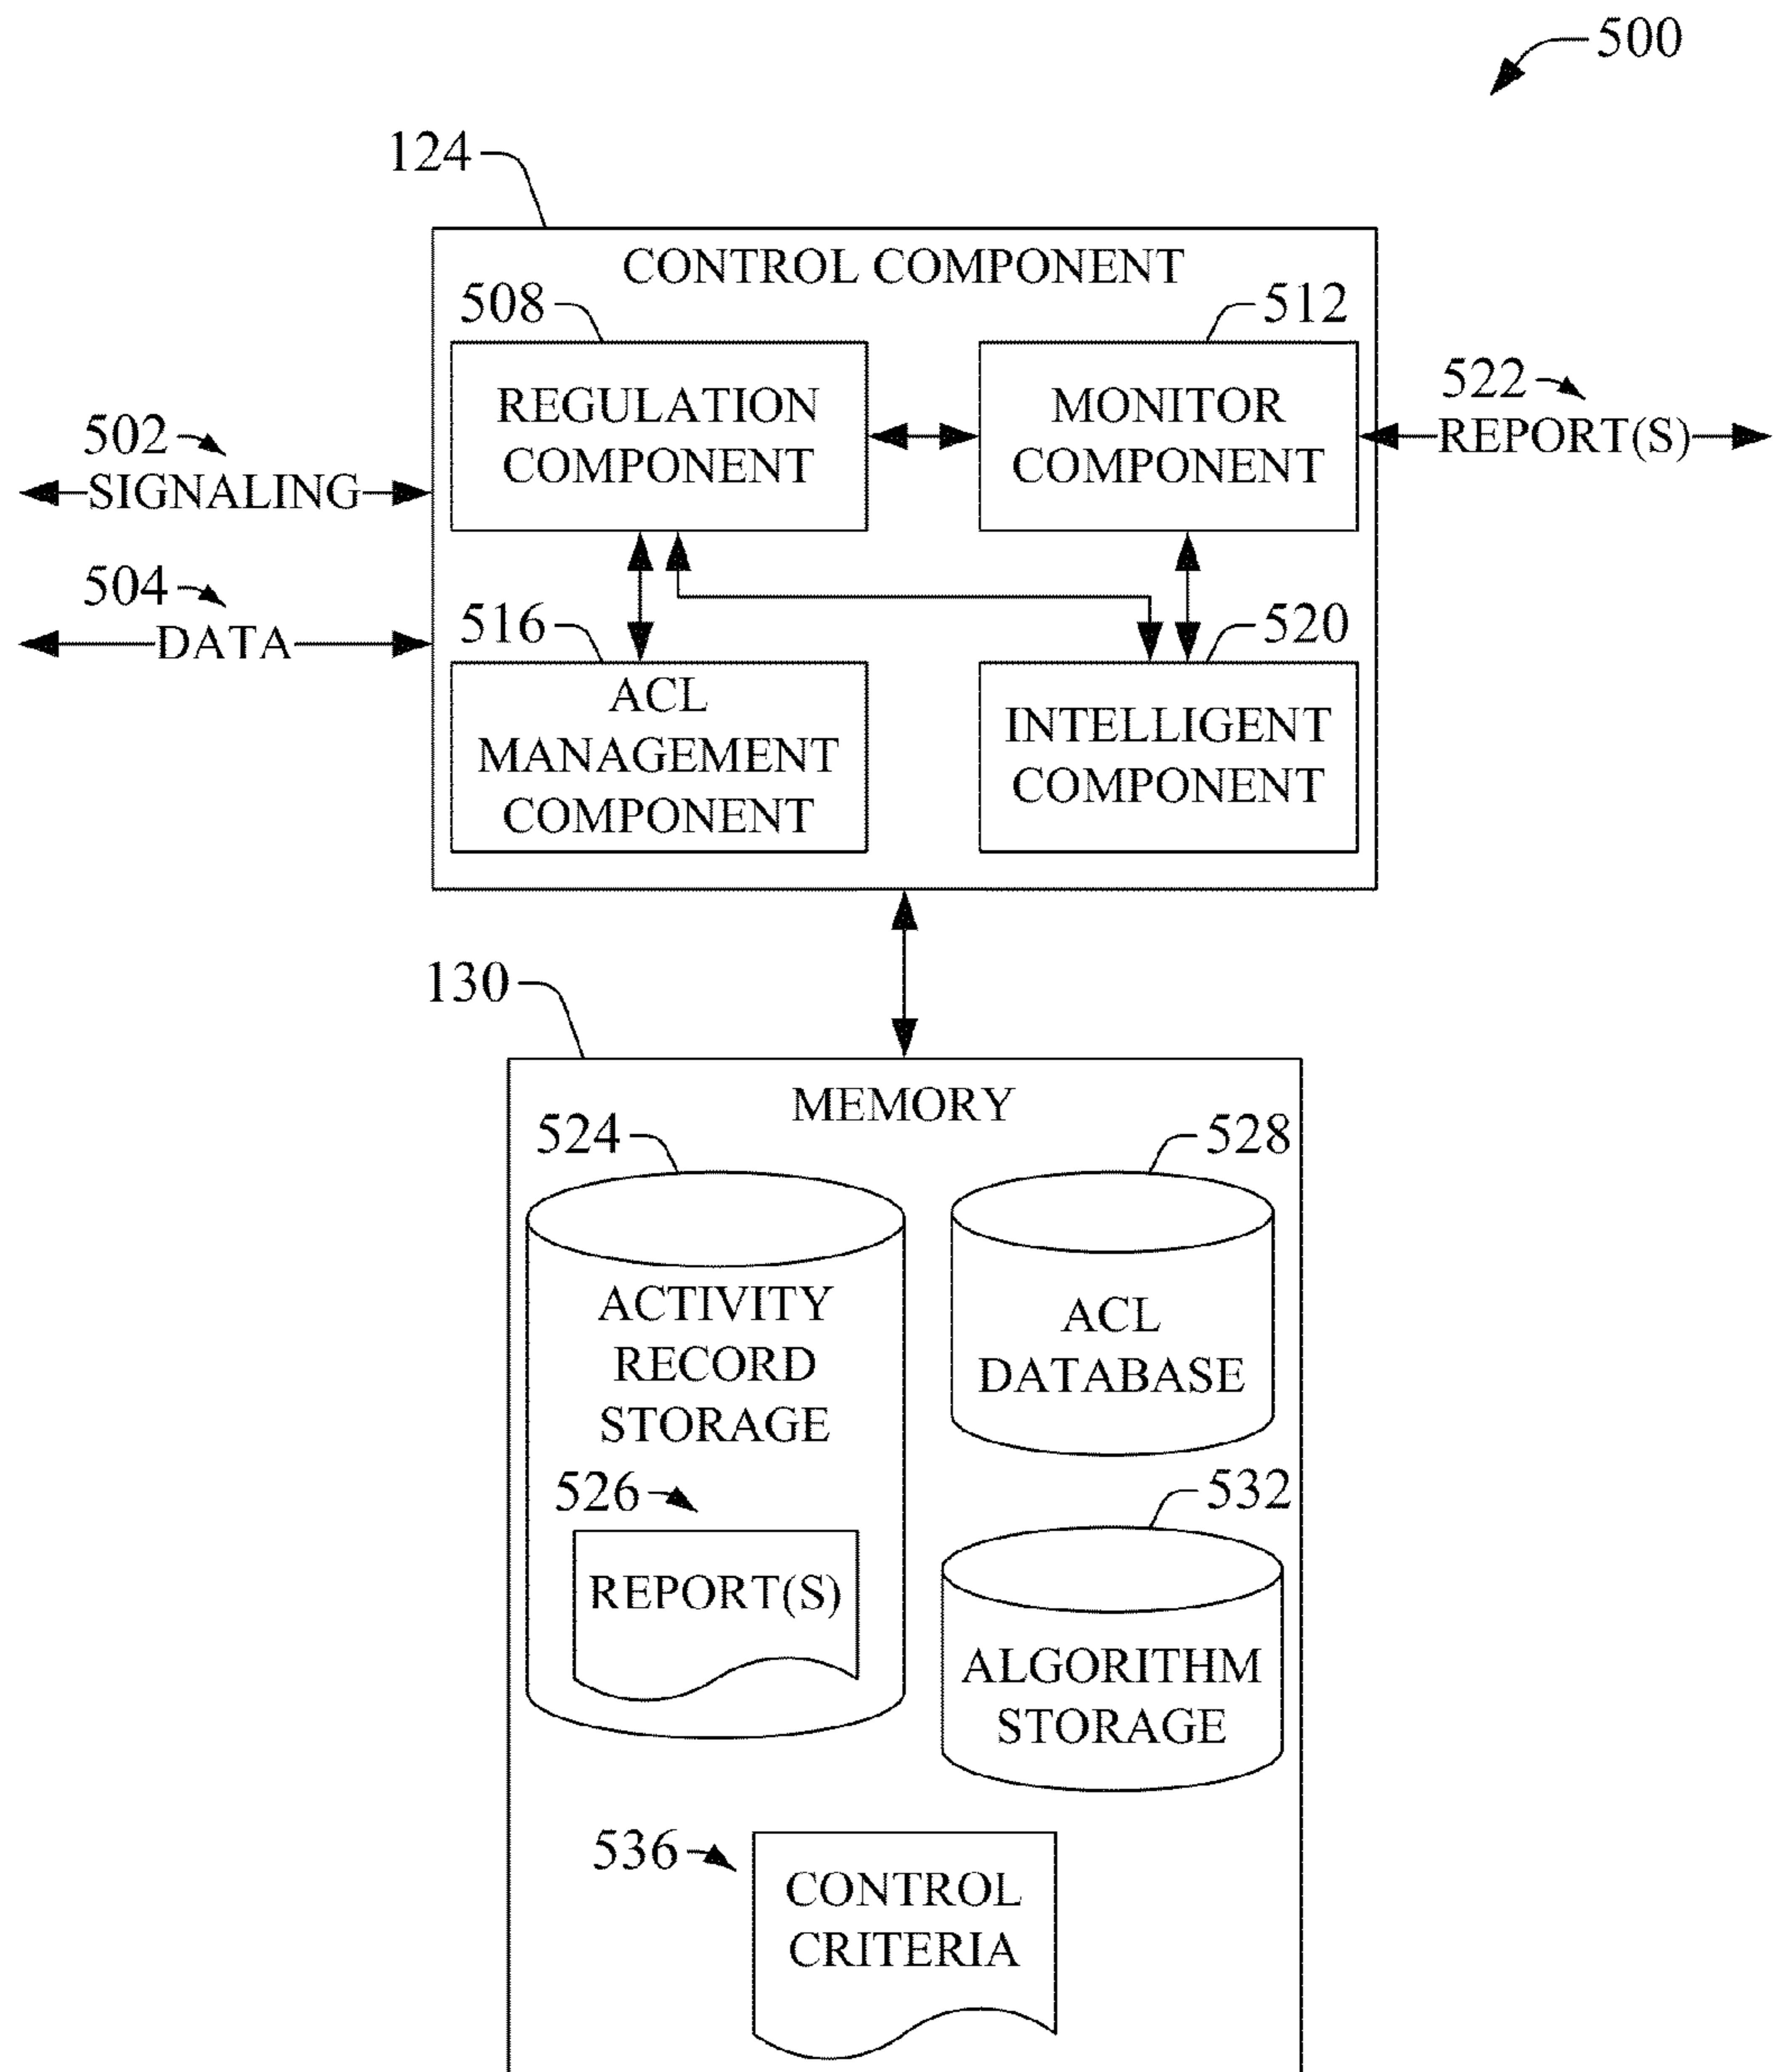 500
124
CONTROL COMPONENT
508
512
REGULATION
COMPONENT
MONITOR
COMPONENT
522
REPORT(S)
502
SIGNALING
504
DATA
516
520
ACL
MANAGEMENT
COMPONENT
INTELLIGENT
COMPONENT
130
MEMORY
524
528
ACTIVITY
RECORD
STORAGE
ACL
DATABASE
526
REPORT(S)
532
ALGORITHM
STORAGE
536
CONTROL
CRITERIA